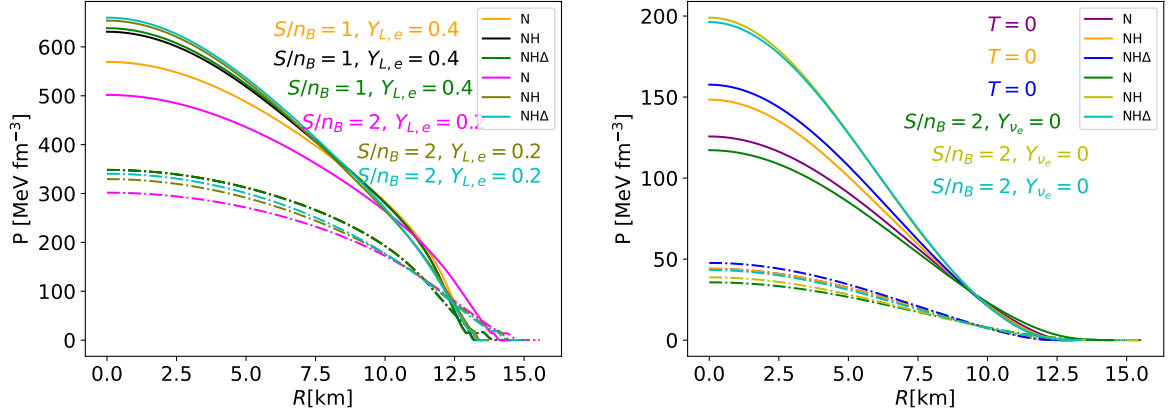 P [MeV fm⁻³]
600
500
400
300
200
100
0
0.0 2.5 5.0 7.5 10.0 12.5 15.0
R[km]
S/n_B = 1, Y_{L,e} = 0.4
S/n_B = 1, Y_{L,e} = 0.4
S/n_B = 1, Y_{L,e} = 0.4
S/n_B = 2, Y_{L,e} = 0.2
S/n_B = 2, Y_{L,e} = 0.2
S/n_B = 2, Y_{L,e} = 0.2
N
NH
NHΔ
N
NH
NHΔ
P [MeV fm⁻³]
200
150
100
50
0
0.0 2.5 5.0 7.5 10.0 12.5 15.0
R[km]
T = 0
T = 0
T = 0
S/n_B = 2, Y_{ν_e} = 0
S/n_B = 2, Y_{ν_e} = 0
S/n_B = 2, Y_{ν_e} = 0
N
NH
NHΔ
N
NH
NHΔ